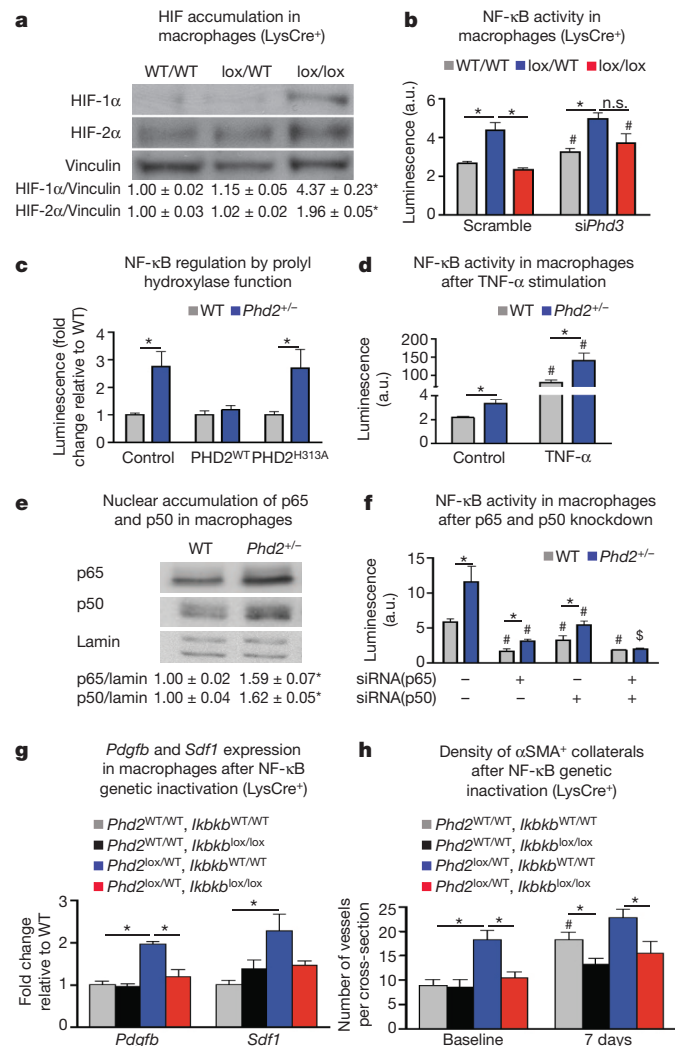 a
HIF accumulation in
macrophages (LysCre+)
WT/WT lox/WT lox/lox
HIF-1α
HIF-2α
Vinculin
HIF-1α/Vinculin 1.00 ± 0.02 1.15 ± 0.05 4.37 ± 0.23*
HIF-2α/Vinculin 1.00 ± 0.03 1.02 ± 0.02 1.96 ± 0.05*
b
NF-κB activity in
macrophages (LysCre+)
WT/WT lox/WT lox/lox
Luminescence (a.u.)
6
4
2
0
* * # * n.s. #
Scramble siPhd3
c
NF-κB regulation by prolyl
hydroxylase function
WT Phd2+/–
Luminescence (fold
change relative to WT)
4
3
2
1
0
* *
Control PHD2WT PHD2H313A
d
NF-κB activity in macrophages
after TNF-α stimulation
WT Phd2+/–
Luminescence
(a.u.)
200
150
100
50
4
2
0
* # * #
Control TNF-α
e
Nuclear accumulation of p65
and p50 in macrophages
WT Phd2+/–
p65
p50
Lamin
p65/lamin 1.00 ± 0.02 1.59 ± 0.07*
p50/lamin 1.00 ± 0.04 1.62 ± 0.05*
f
NF-κB activity in macrophages
after p65 and p50 knockdown
WT Phd2+/–
Luminescence
(a.u.)
15
10
5
0
* # * # # * # # $
siRNA(p65) – + – +
siRNA(p50) – – + +
g
Pdgfb and Sdf1 expression
in macrophages after NF-κB
genetic inactivation (LysCre+)
Phd2WT/WT, IkbkbWT/WT
Phd2WT/WT, Ikbkblox/lox
Phd2lox/WT, IkbkbWT/WT
Phd2lox/WT, Ikbkblox/lox
Fold change
relative to WT
3
2
1
0
* * *
Pdgfb Sdf1
h
Density of αSMA+ collaterals
after NF-κB genetic
inactivation (LysCre+)
Phd2WT/WT, IkbkbWT/WT
Phd2WT/WT, Ikbkblox/lox
Phd2lox/WT, IkbkbWT/WT
Phd2lox/WT, Ikbkblox/lox
Number of vessels
per cross-section
25
20
15
10
5
0
* * # * *
Baseline 7 days